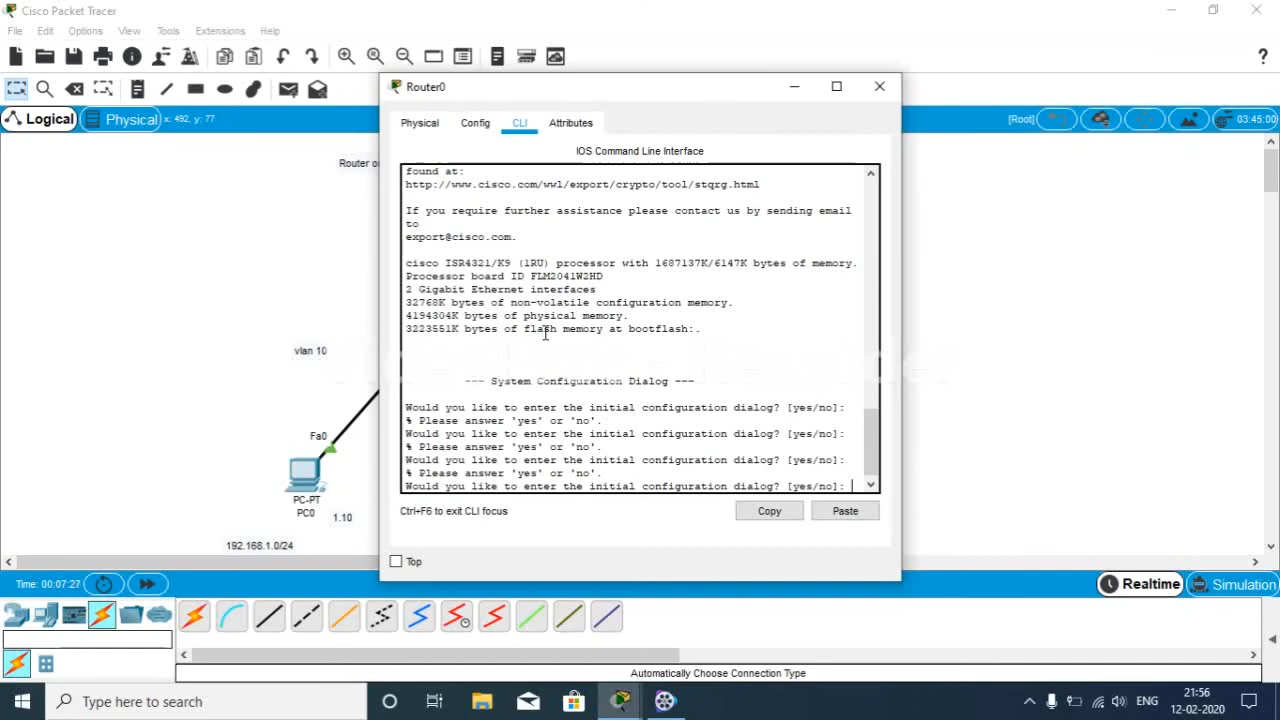 Cisco Packet Tracer
File Edit Options View Tools Extensions Help
Logical Physical x: 492, y: 77 [Root] 03:45:00
Router0
Physical Config CLI Attributes
IOS Command Line Interface
found at:
http://www.cisco.com/wwl/export/crypto/tool/stqrg.html
If you require further assistance please contact us by sending email
to
export@cisco.com.
cisco ISR4321/K9 (1RU) processor with 1687137K/6147K bytes of memory.
Processor board ID FLM2041W2HD
2 Gigabit Ethernet interfaces
32768K bytes of non-volatile configuration memory.
4194304K bytes of physical memory.
3223551K bytes of flash memory at bootflash:.
--- System Configuration Dialog ---
Would you like to enter the initial configuration dialog? [yes/no]:
% Please answer 'yes' or 'no'.
Would you like to enter the initial configuration dialog? [yes/no]:
% Please answer 'yes' or 'no'.
Would you like to enter the initial configuration dialog? [yes/no]:
% Please answer 'yes' or 'no'.
Would you like to enter the initial configuration dialog? [yes/no]:
Ctrl+F6 to exit CLI focus
Copy Paste
Top
Router
vlan 10
Fa0
PC-PT
PC0
1.10
192.168.1.0/24
Time: 00:07:27
Realtime Simulation
Automatically Choose Connection Type
Type here to search
ENG
21:56
12-02-2020